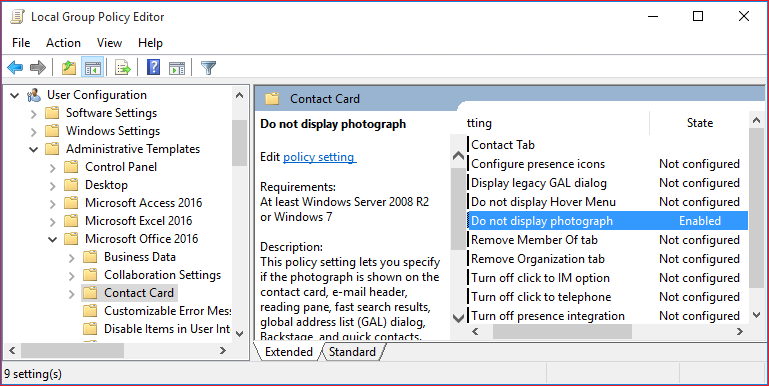 Local Group Policy Editor
File Action View Help
User Configuration
Software Settings
Windows Settings
Administrative Templates
Control Panel
Desktop
Microsoft Access 2016
Microsoft Excel 2016
Microsoft Office 2016
Business Data
Collaboration Settings
Contact Card
Customizable Error Mes
Disable Items in User Int
Contact Card
Do not display photograph
Edit policy setting
Requirements:
At least Windows Server 2008 R2
or Windows 7
Description:
This policy setting lets you specify
if the photograph is shown on the
contact card, e-mail header,
reading pane, fast search results,
global address list (GAL) dialog,
Backstage, and quick contacts.
tting State
Contact Tab
Configure presence icons Not configured
Display legacy GAL dialog Not configured
Do not display Hover Menu Not configured
Do not display photograph Enabled
Remove Member Of tab Not configured
Remove Organization tab Not configured
Turn off click to IM option Not configured
Turn off click to telephone Not configured
Turn off presence integration Not configured
Extended Standard
9 setting(s)